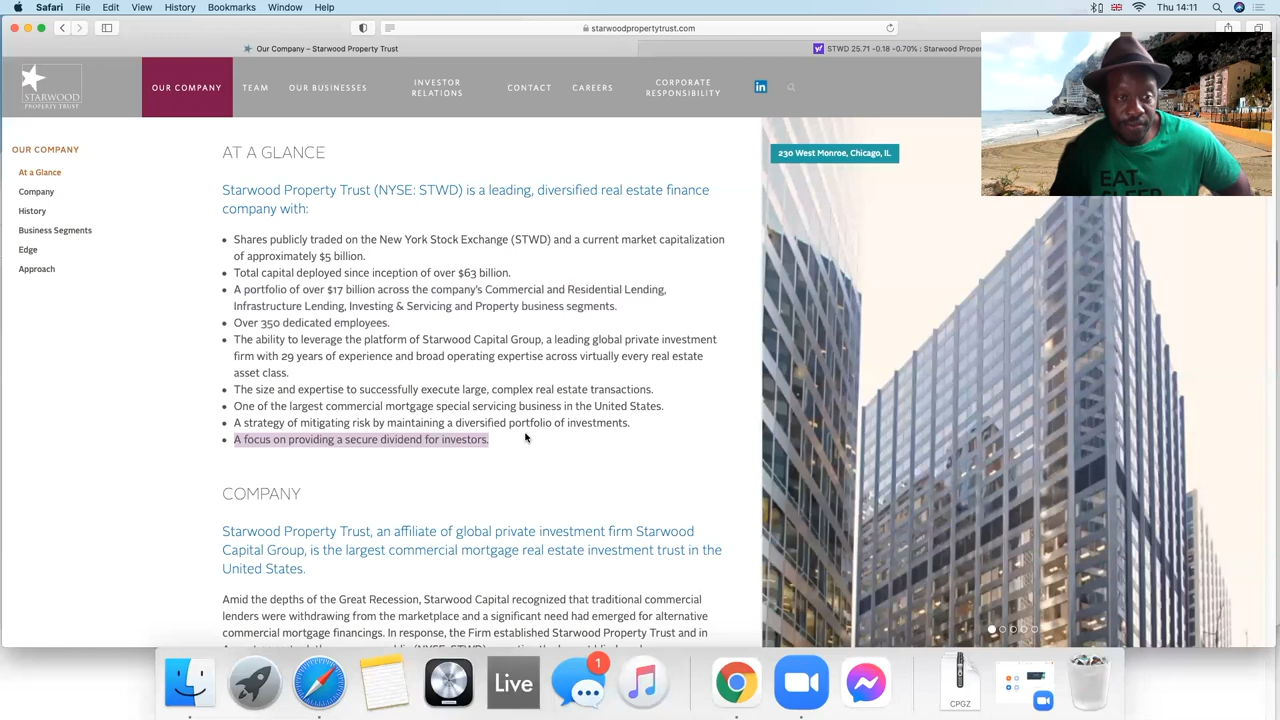 Safari File Edit View History Bookmarks Window Help
Thu 14:11
starwoodpropertytrust.com
Our Company – Starwood Property Trust
STWD 25.71 -0.18 -0.70% : Starwood Proper
STARWOOD
PROPERTY TRUST
OUR COMPANY
TEAM
OUR BUSINESSES
INVESTOR
RELATIONS
CONTACT
CAREERS
CORPORATE
RESPONSIBILITY
in
EAT.
SLEEP
OUR COMPANY
At a Glance
Company
History
Business Segments
Edge
Approach
AT A GLANCE
Starwood Property Trust (NYSE: STWD) is a leading, diversified real estate finance
company with:
Shares publicly traded on the New York Stock Exchange (STWD) and a current market capitalization
of approximately $5 billion.
Total capital deployed since inception of over $63 billion.
A portfolio of over $17 billion across the company's Commercial and Residential Lending,
Infrastructure Lending, Investing & Servicing and Property business segments.
Over 350 dedicated employees.
The ability to leverage the platform of Starwood Capital Group, a leading global private investment
firm with 29 years of experience and broad operating expertise across virtually every real estate
asset class.
The size and expertise to successfully execute large, complex real estate transactions.
One of the largest commercial mortgage special servicing business in the United States.
A strategy of mitigating risk by maintaining a diversified portfolio of investments.
A focus on providing a secure dividend for investors.
COMPANY
Starwood Property Trust, an affiliate of global private investment firm Starwood
Capital Group, is the largest commercial mortgage real estate investment trust in the
United States.
Amid the depths of the Great Recession, Starwood Capital recognized that traditional commercial
lenders were withdrawing from the marketplace and a significant need had emerged for alternative
commercial mortgage financings. In response, the Firm established Starwood Property Trust and in
230 West Monroe, Chicago, IL
Live
1
CPGZ